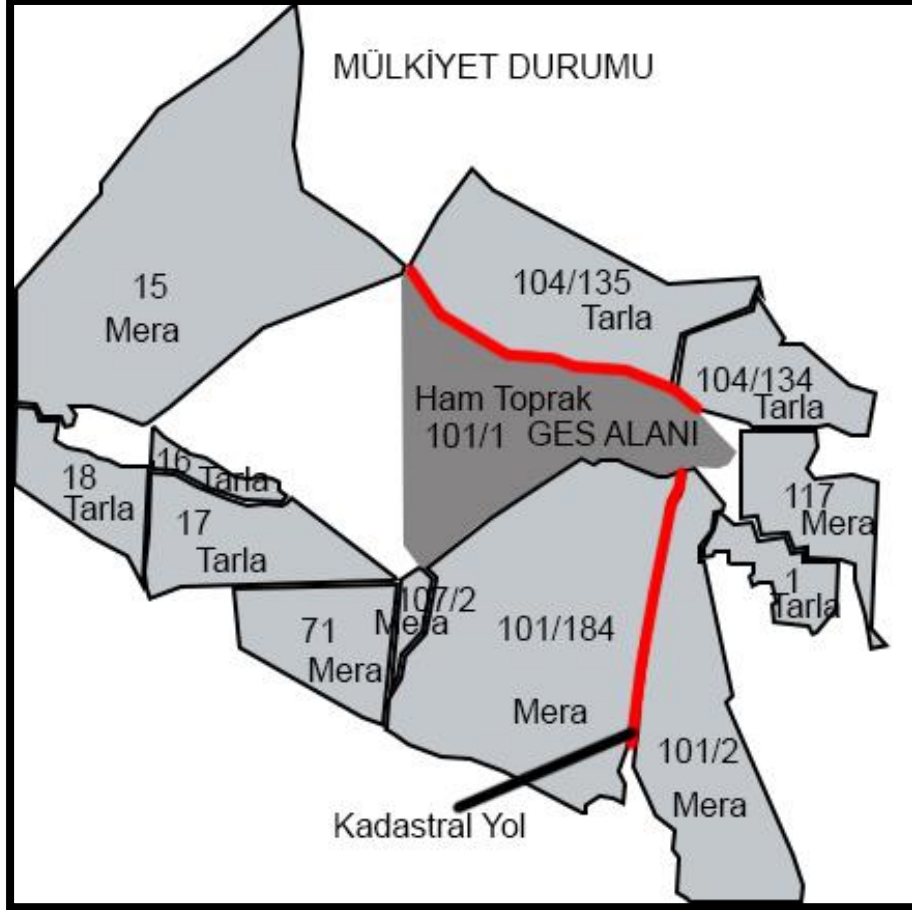 MÜLKİYET DURUMU
15
Mera
104/135
Tarla
104/134
Tarla
Ham Toprak
101/1 GES ALANI
18
Tarla
16
Tarla
17
Tarla
117
Mera
1
Tarla
107/2
Mera
71
Mera
101/184
Mera
101/2
Mera
Kadastral Yol